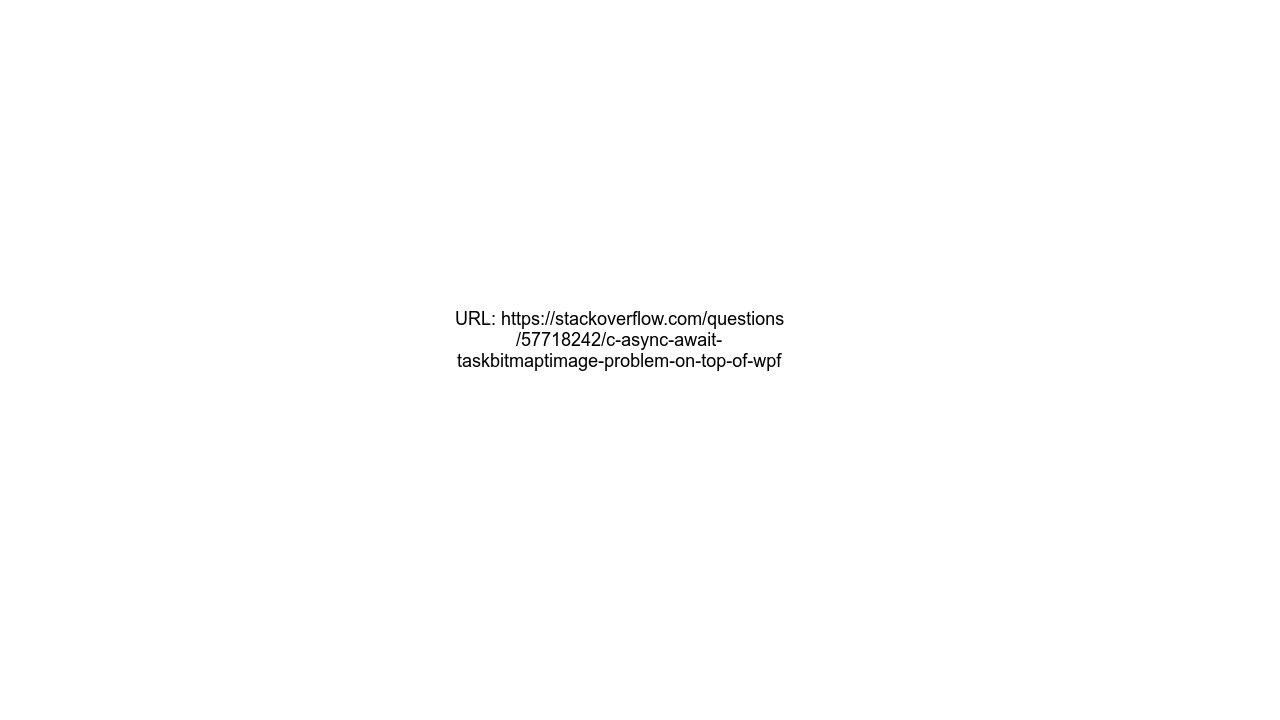 URL: https://stackoverflow.com/questions
/57718242/c-async-await-
taskbitmaptimage-problem-on-top-of-wpf